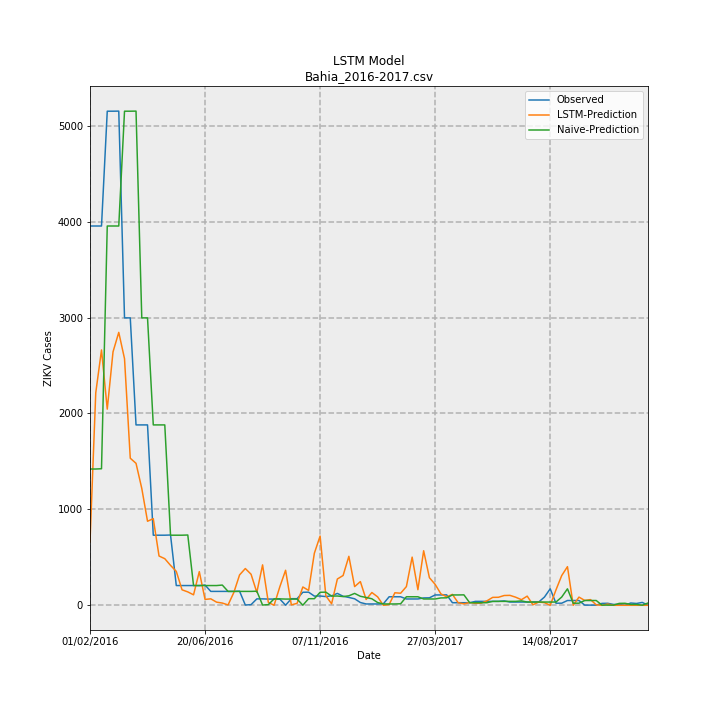 LSTM Model
Bahia_2016-2017.csv
Observed
LSTM-Prediction
Naive-Prediction
5000
4000
3000
2000
1000
0
ZIKV Cases
01/02/2016 20/06/2016 07/11/2016 27/03/2017 14/08/2017
Date